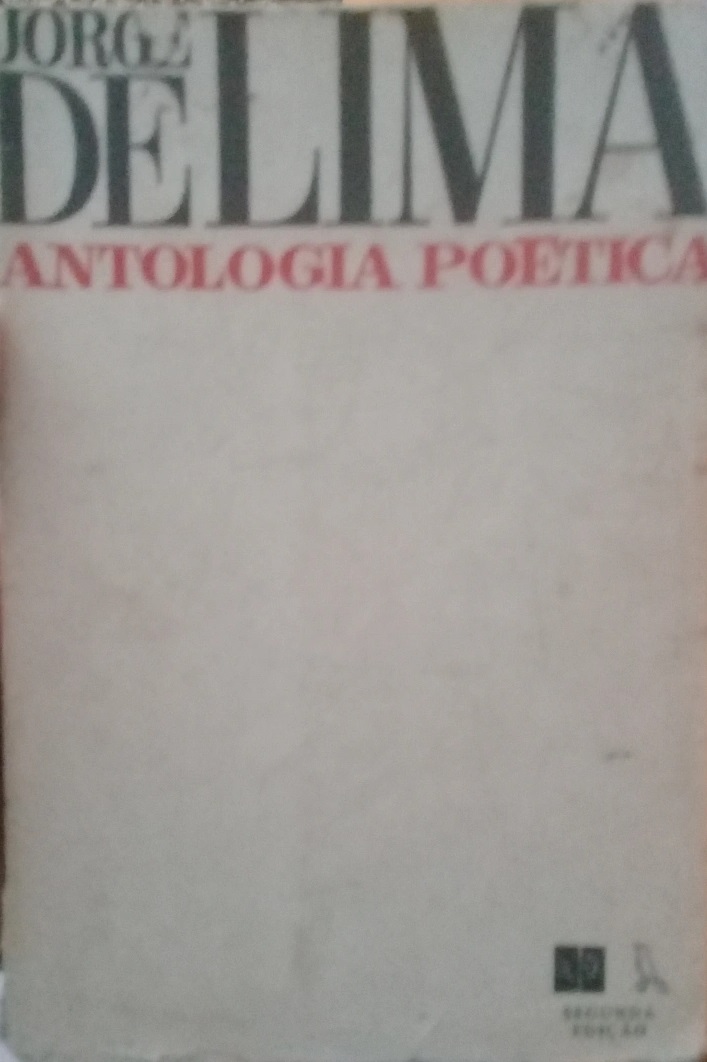 JORGE
DE LIMA
ANTOLOGIA POÉTICA
SEGUNDA
EDIÇÃO